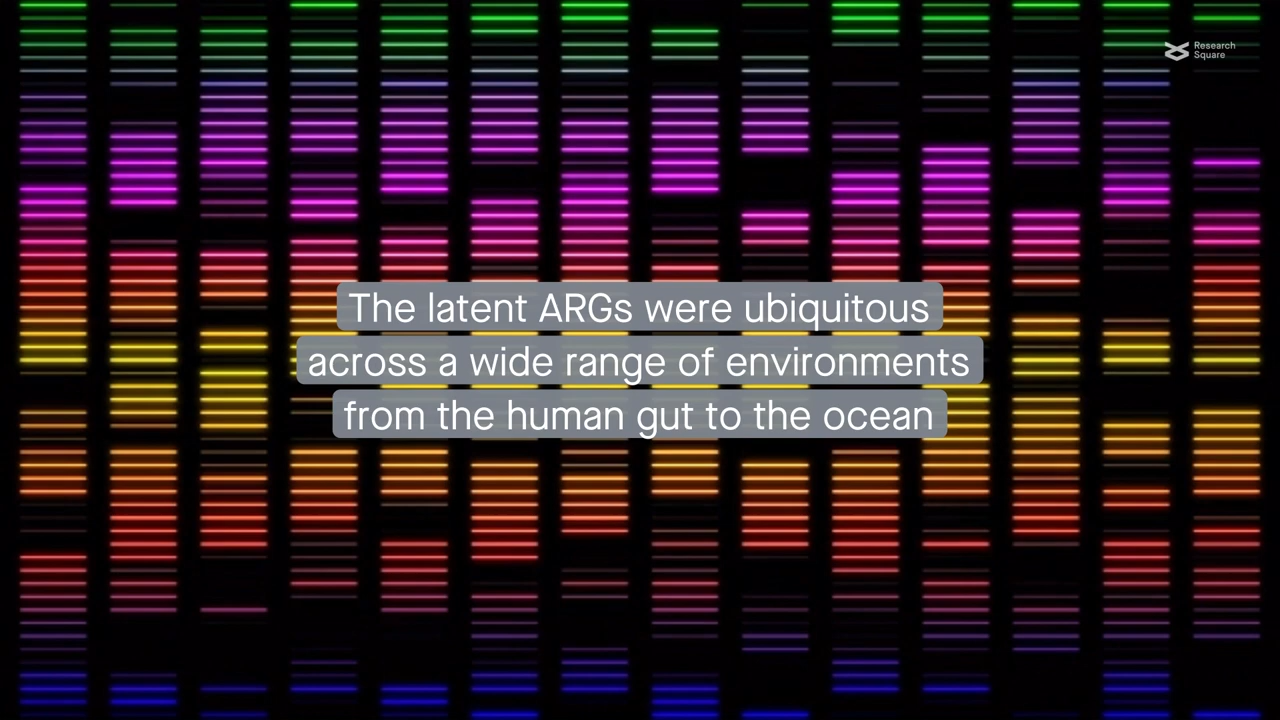 Research
Square
The latent ARGs were ubiquitous
across a wide range of environments
from the human gut to the ocean